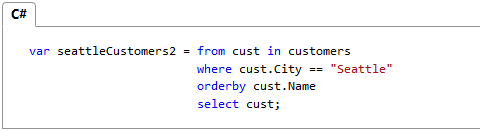 C#
var seattleCustomers2 = from cust in customers
where cust.City == "Seattle"
orderby cust.Name
select cust;